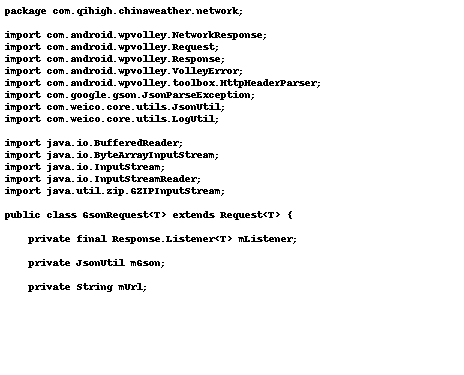 package com.qihigh.chinaweather.network;

import com.android.wpvolley.NetworkResponse;
import com.android.wpvolley.Request;
import com.android.wpvolley.Response;
import com.android.wpvolley.VolleyError;
import com.android.wpvolley.toolbox.HttpHeaderParser;
import com.google.gson.JsonParseException;
import com.weico.core.utils.JsonUtil;
import com.weico.core.utils.LogUtil;

import java.io.BufferedReader;
import java.io.ByteArrayInputStream;
import java.io.InputStream;
import java.io.InputStreamReader;
import java.util.zip.GZIPInputStream;

public class GsonRequest<T> extends Request<T> {

    private final Response.Listener<T> mListener;

    private JsonUtil mGson;

    private String mUrl;